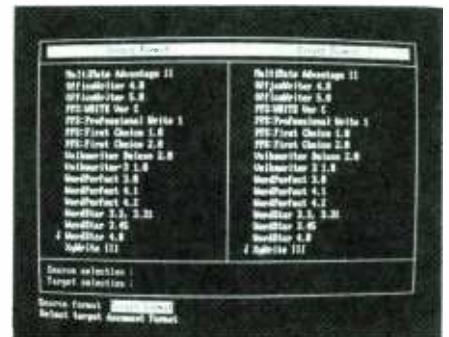 Source Format Target Format
MultiMate Advantage II MultiMate Advantage II
OfficeWriter 4.0 OfficeWriter 4.0
OfficeWriter 5.0 OfficeWriter 5.0
PFS:WRITE Ver C PFS:WRITE Ver C
PFS:Professional Write 1 PFS:Professional Write 1
PFS:First Choice 1.0 PFS:First Choice 1.0
PFS:First Choice 2.0 PFS:First Choice 2.0
Volkswriter Deluxe 2.0 Volkswriter Deluxe 2.0
Volkswriter 3 1.0 Volkswriter 3 1.0
WordPerfect 3.0 WordPerfect 3.0
WordPerfect 4.1 WordPerfect 4.1
WordPerfect 4.2 WordPerfect 4.2
WordStar 3.3, 3.31 WordStar 3.3, 3.31
WordStar 3.45 WordStar 3.45
WordStar 4.0 WordStar 4.0
XyWrite III XyWrite III
Source selection :
Target selection :
Source format
Select target document format